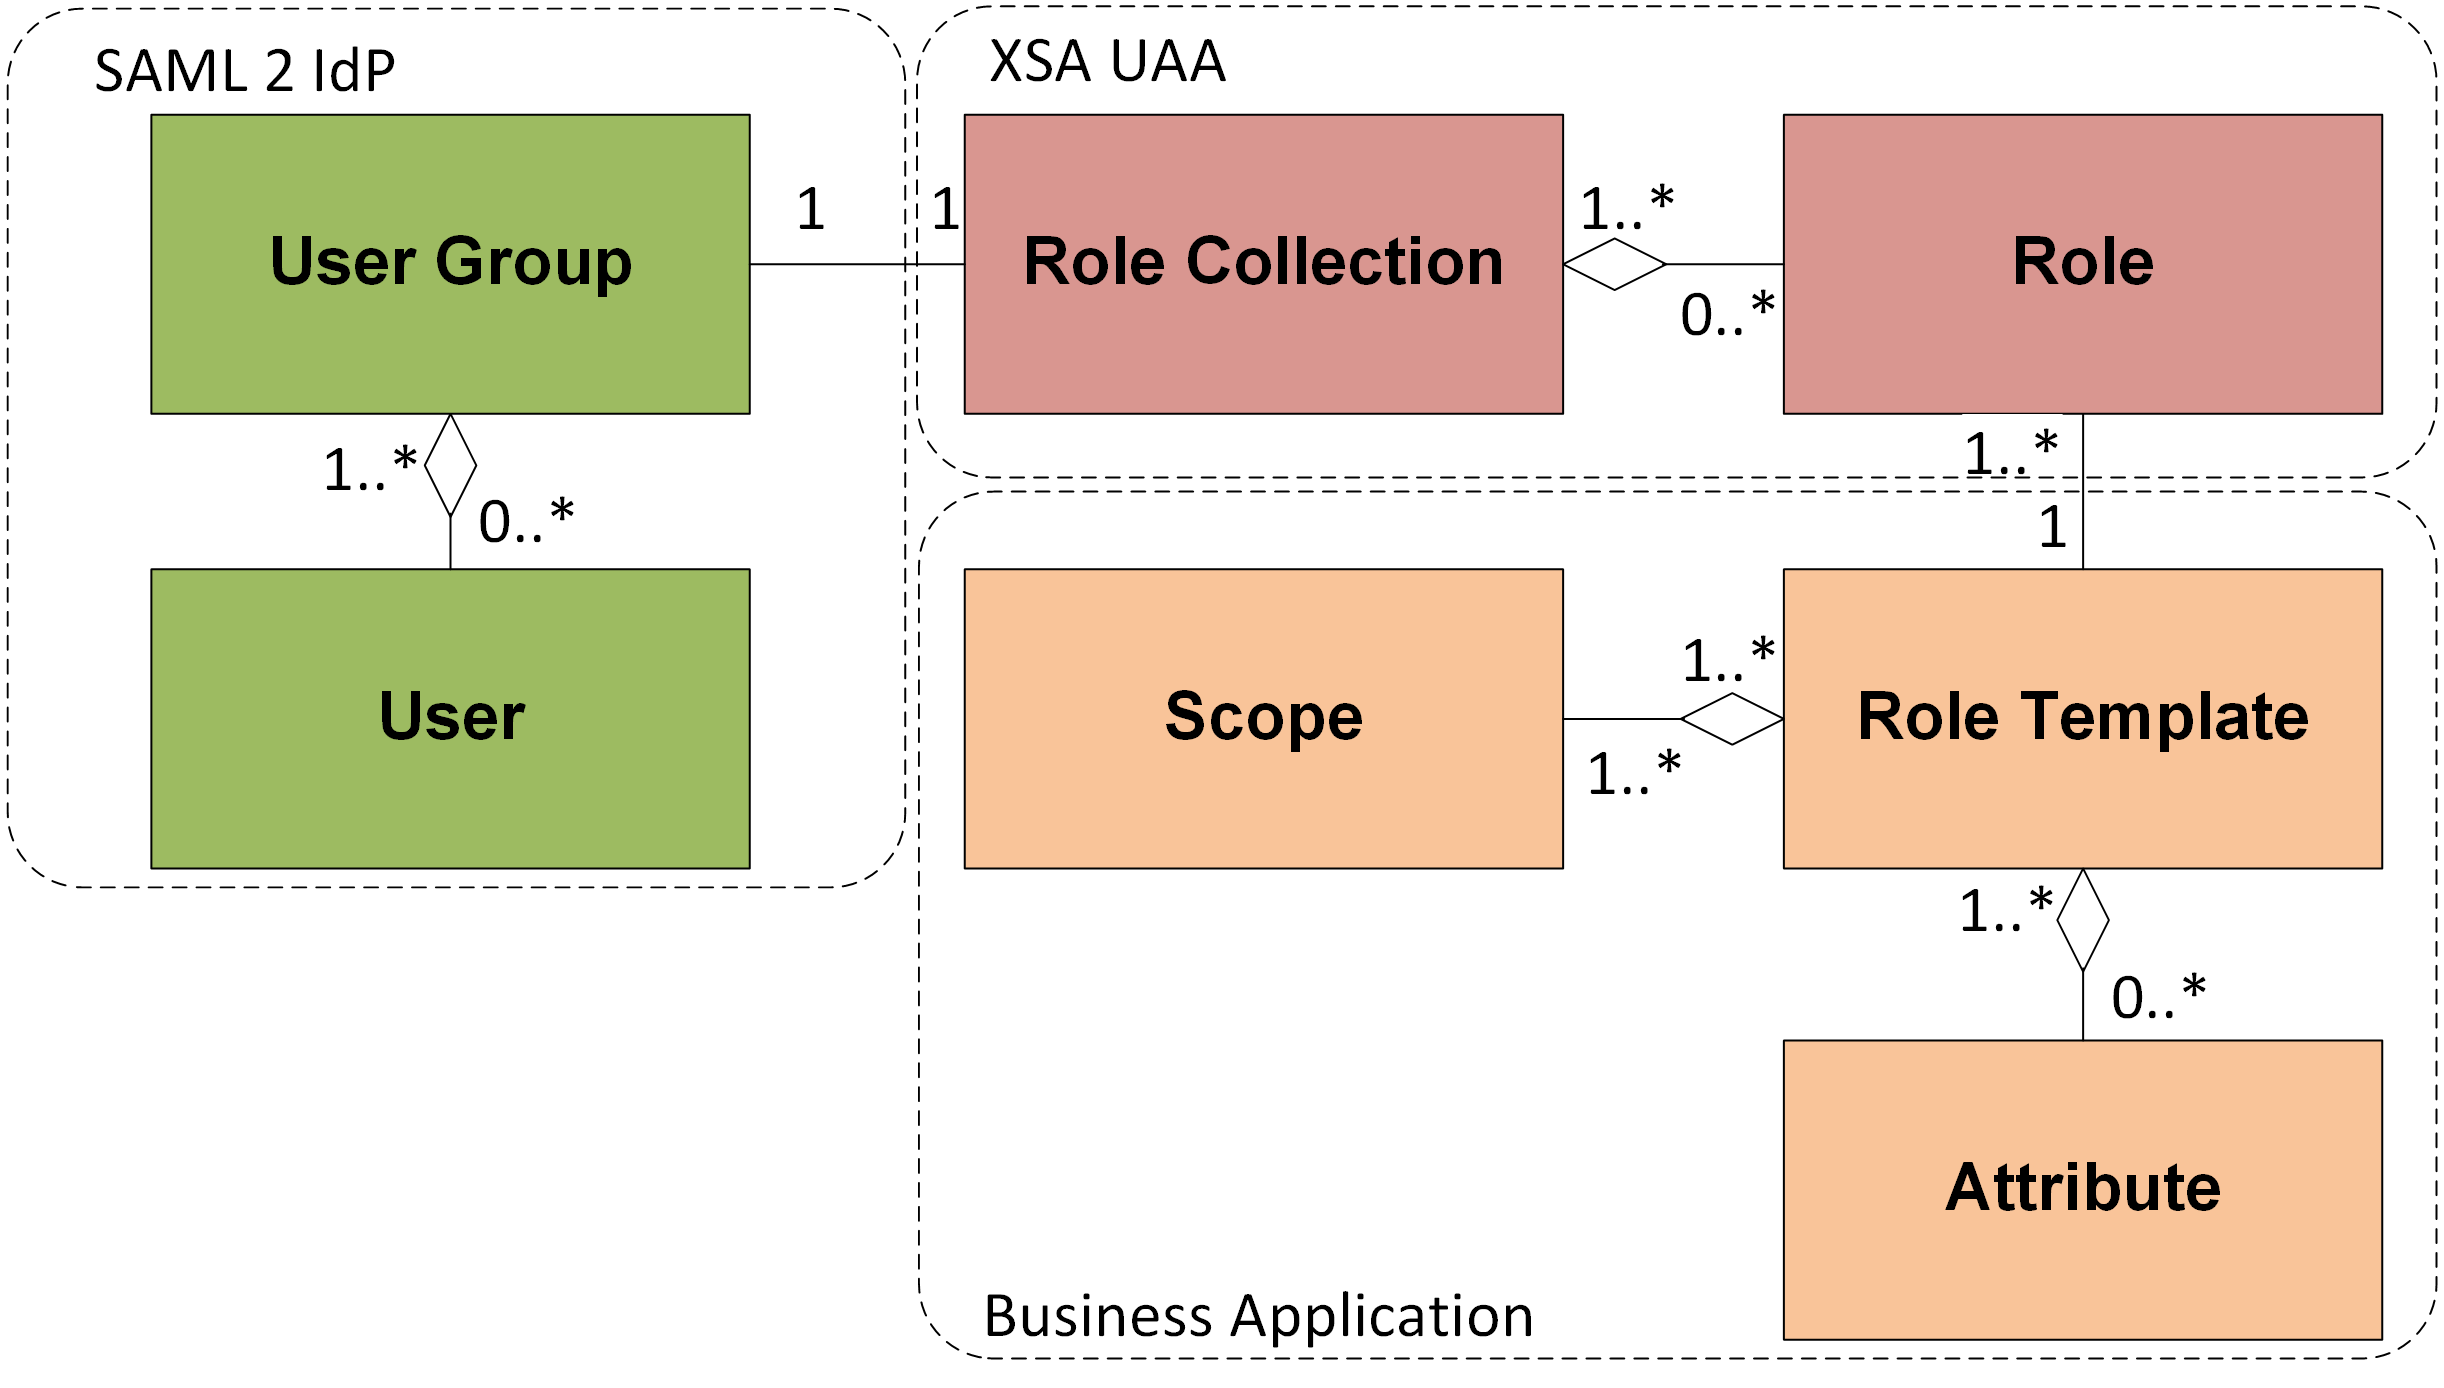 SAML 2 IdP
XSA UAA
User Group
1
1
Role Collection
1..*
0..*
Role
1..*
0..*
1..*
1
User
Scope
1..*
1..*
Role Template
1..*
0..*
Attribute
Business Application